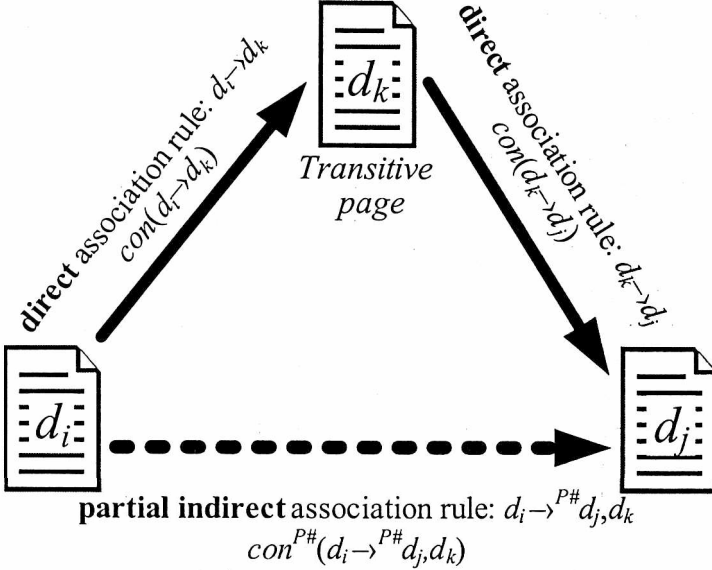 direct association rule: dᵢ→dₖ
con(dᵢ→dₖ)
dₖ
Transitive
page
direct association rule: dₖ→dⱼ
con(dₖ→dⱼ)
dᵢ
dⱼ
partial indirect association rule: dᵢ→ᴾ#dⱼ,dₖ
conᴾ#(dᵢ→ᴾ#dⱼ,dₖ)